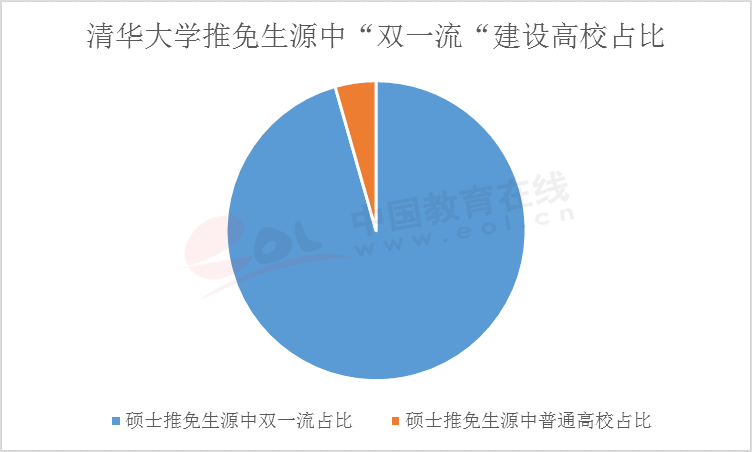 清华大学推免生源中“双一流“建设高校占比
eoL 中国教育在线
www.eol.cn
硕士推免生源中双一流占比
硕士推免生源中普通高校占比